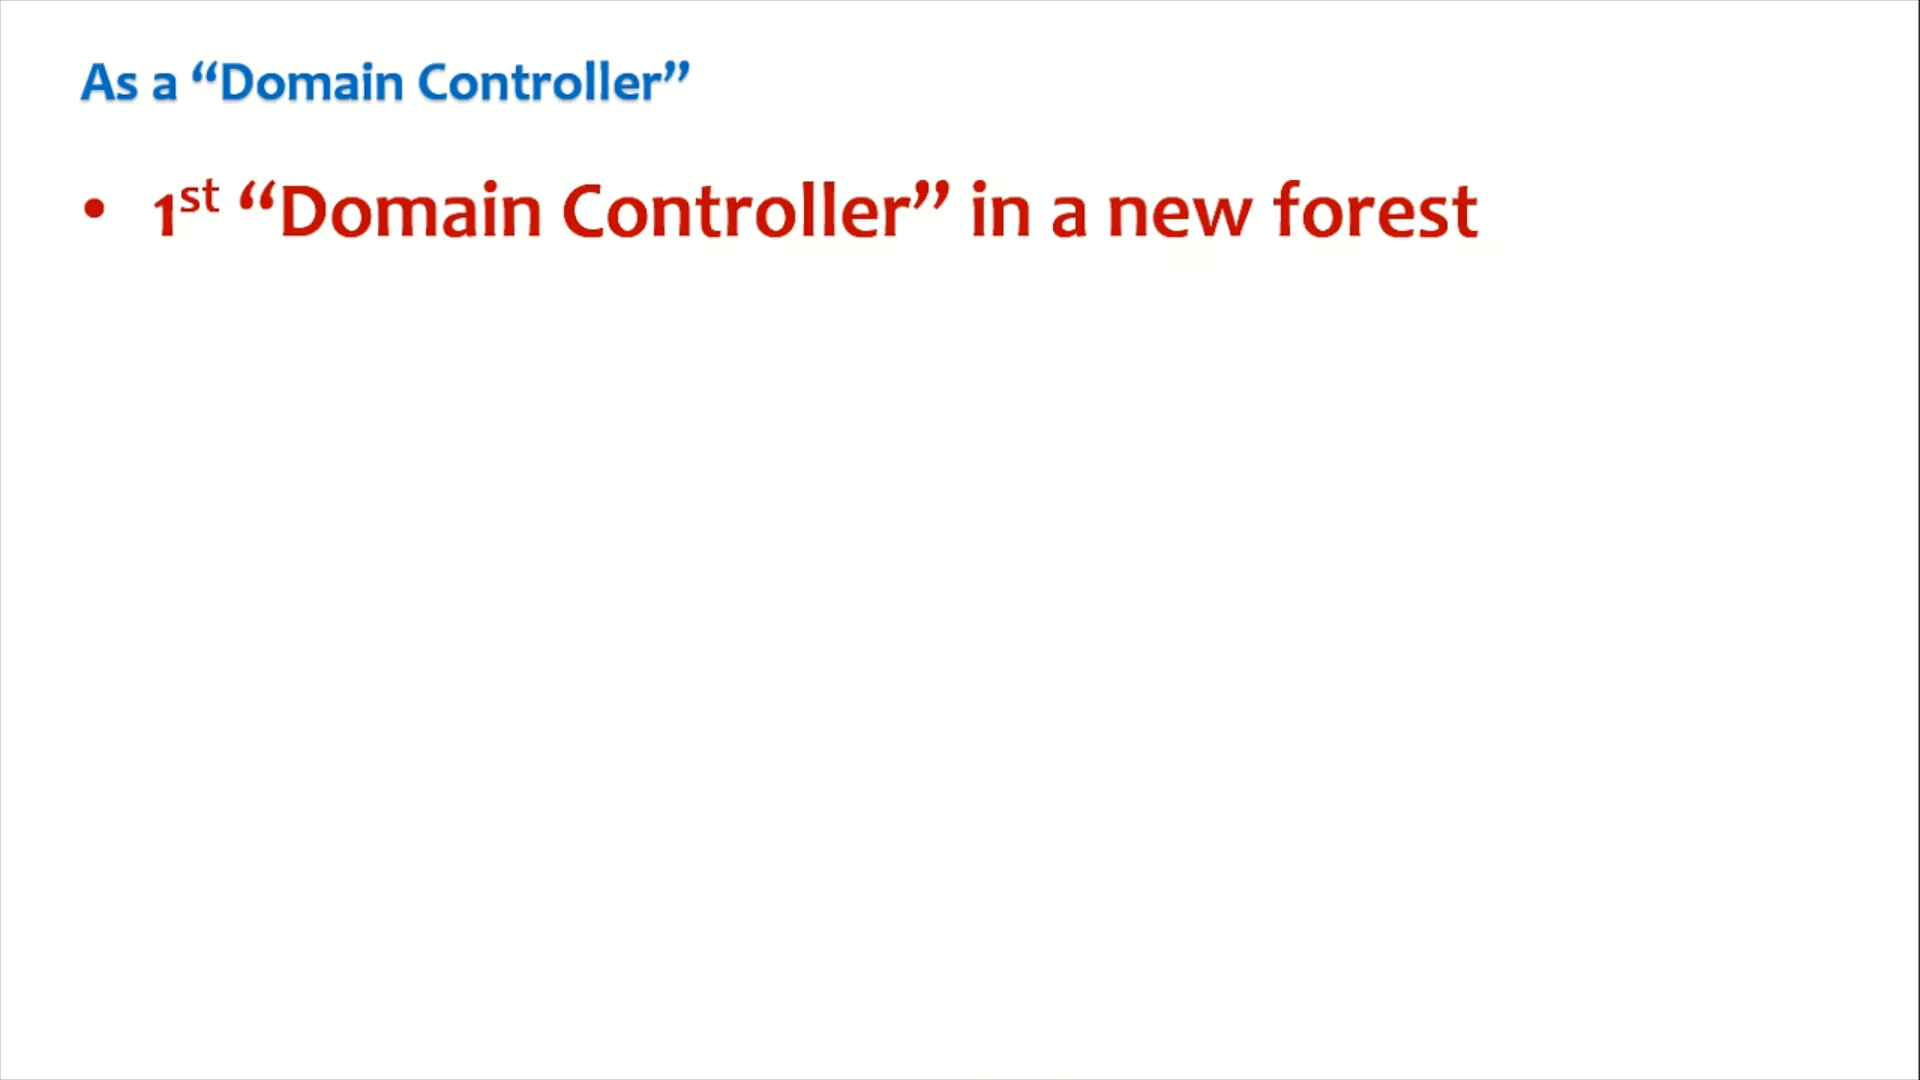 As a “Domain Controller”
• 1st “Domain Controller” in a new forest